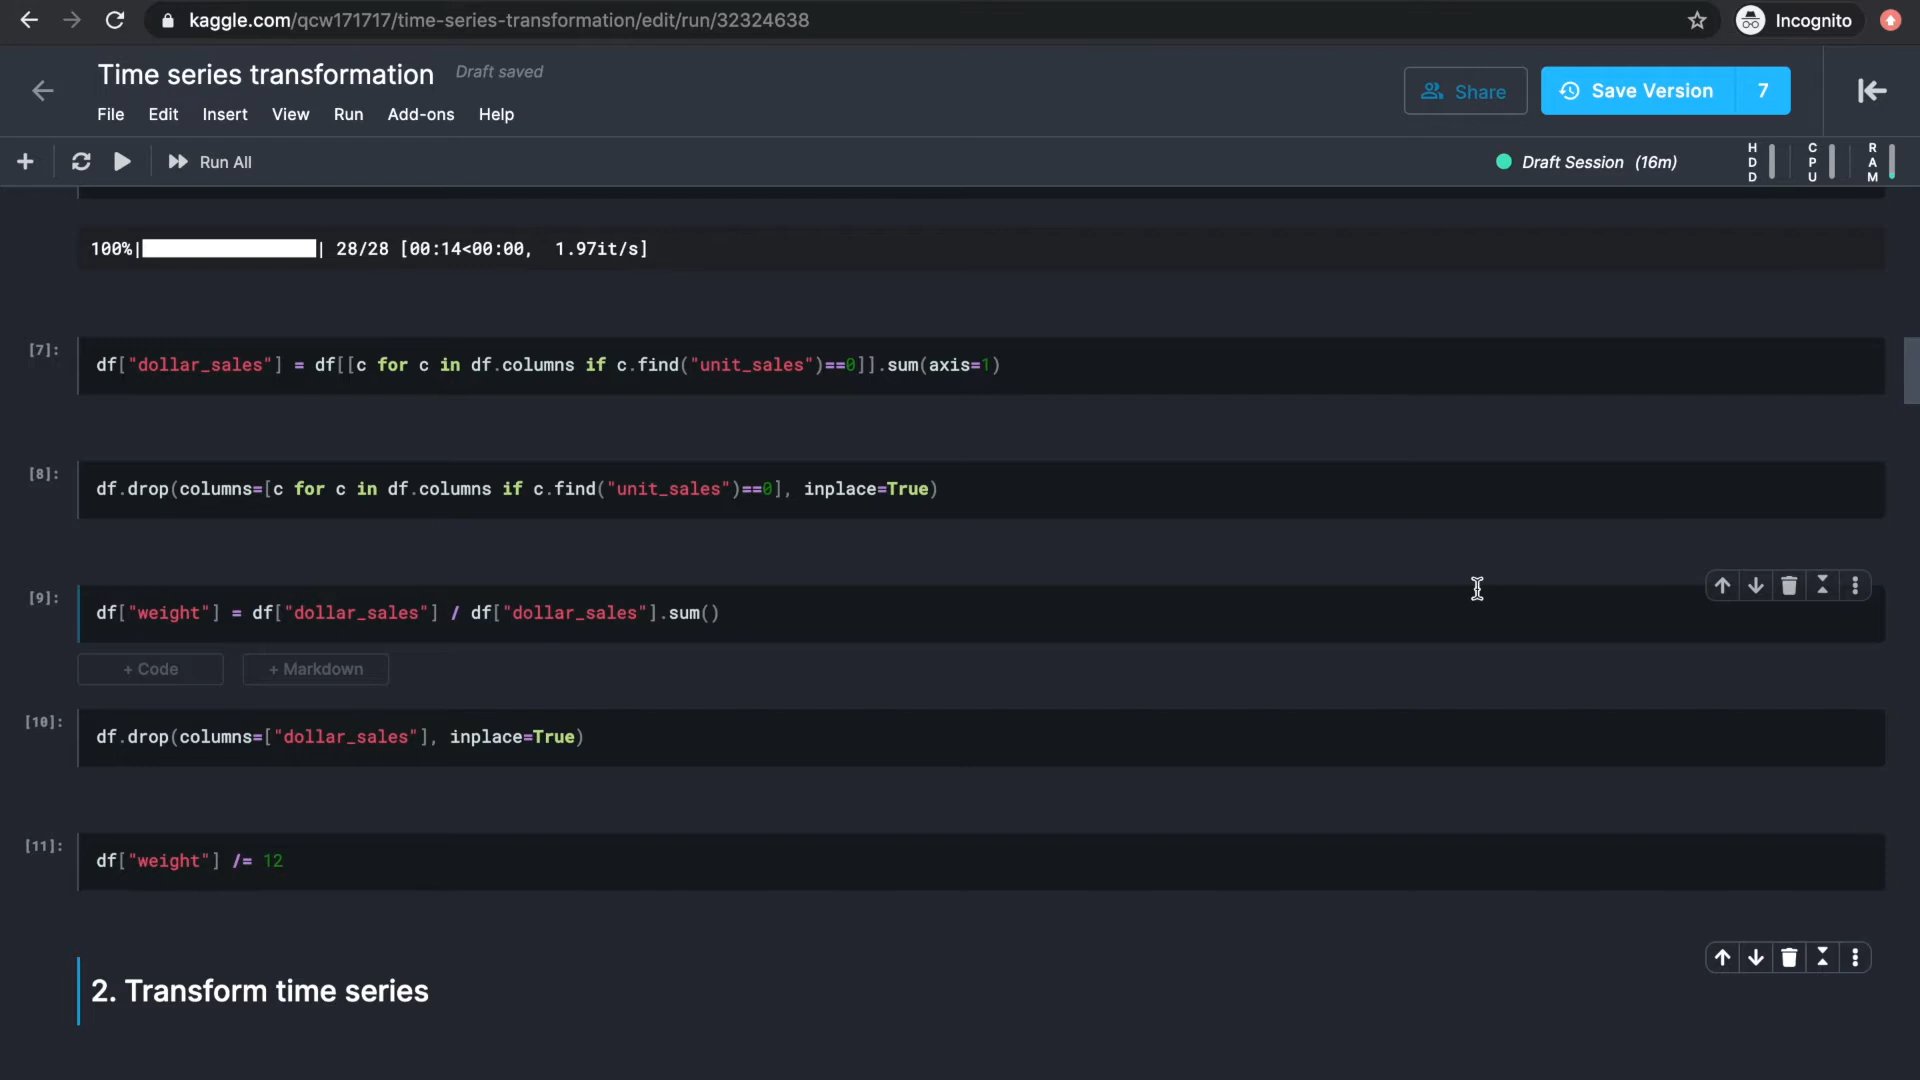 kaggle.com/qcw171717/time-series-transformation/edit/run/32324638
Incognito
Time series transformation Draft saved
Share
Save Version 7
File Edit Insert View Run Add-ons Help
Run All
Draft Session (16m)
HDD
CPU
RAM
100%| | 28/28 [00:14<00:00, 1.97it/s]
[7]: df["dollar_sales"] = df[[c for c in df.columns if c.find("unit_sales")==0]].sum(axis=1)
[8]: df.drop(columns=[c for c in df.columns if c.find("unit_sales")==0], inplace=True)
[9]: df["weight"] = df["dollar_sales"] / df["dollar_sales"].sum()
+ Code + Markdown
[10]: df.drop(columns=["dollar_sales"], inplace=True)
[11]: df["weight"] /= 12
2. Transform time series